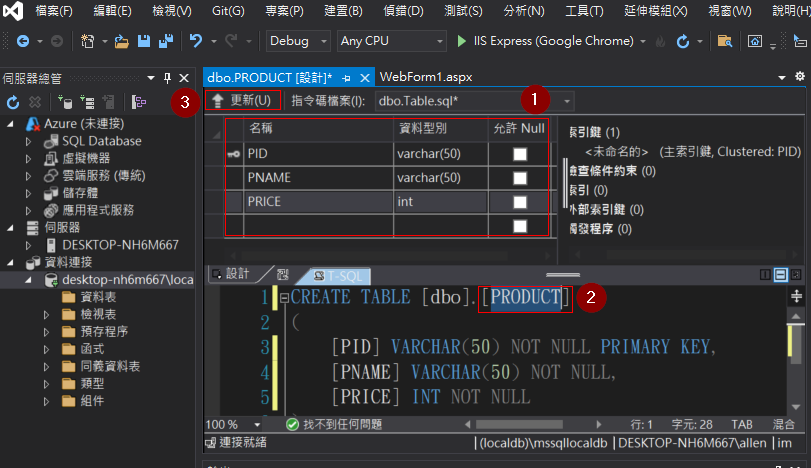 檔案(F) 編輯(E) 檢視(V) Git(G) 專案(P) 建置(B) 偵錯(D) 測試(S) 分析(N) 工具(T) 延伸模組(X) 視窗(W) 說明(H)
Debug Any CPU IIS Express (Google Chrome)
伺服器總管
Azure (未連接)
SQL Database
虛擬機器
雲端服務 (傳統)
儲存體
應用程式服務
伺服器
DESKTOP-NH6M667
資料連接
desktop-nh6m667\loca
資料表
檢視表
預存程序
函式
同義資料表
類型
組件
dbo.PRODUCT [設計]* WebForm1.aspx
3 更新(U) 指令碼檔案(I): dbo.Table.sql* 1
名稱 資料型別 允許 Null
PID varchar(50)
PNAME varchar(50)
PRICE int
索引鍵 (1)
<未命名的> (主索引鍵, Clustered: PID)
檢查條件約束 (0)
索引 (0)
外部索引鍵 (0)
觸發程序 (0)
設計 T-SQL
1 CREATE TABLE [dbo].[PRODUCT] 2
2 (
3 [PID] VARCHAR(50) NOT NULL PRIMARY KEY,
4 [PNAME] VARCHAR(50) NOT NULL,
5 [PRICE] INT NOT NULL
100 % 找不到任何問題 行: 1 字元: 28 TAB 混合
連接就緒 | (localdb)\mssqllocaldb | DESKTOP-NH6M667\allen | im